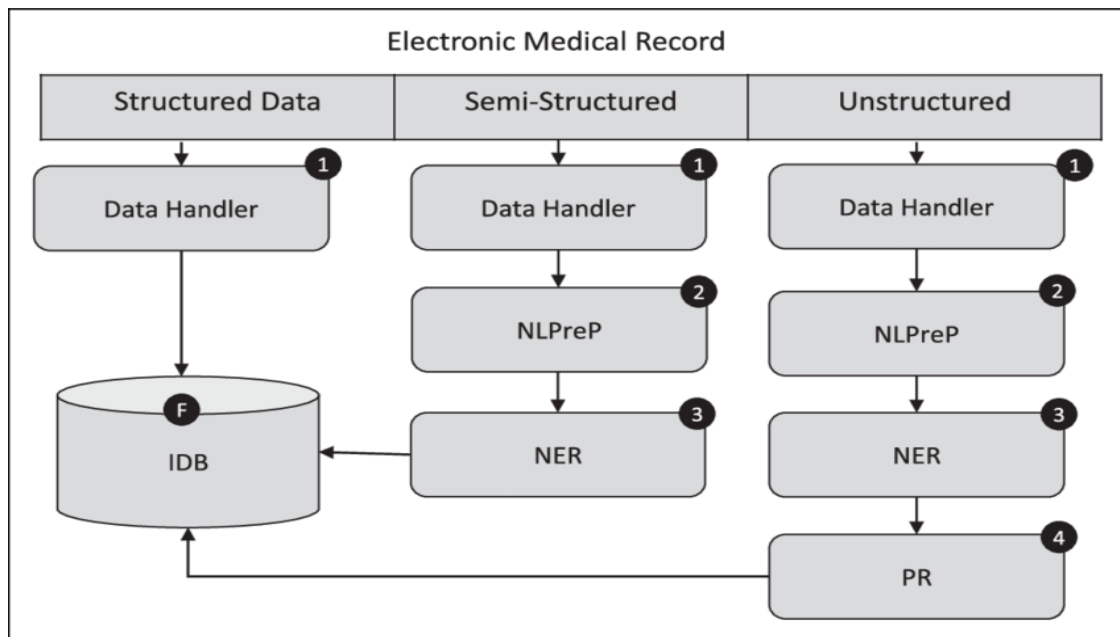 Electronic Medical Record
Structured Data
Semi-Structured
Unstructured
1
Data Handler
1
Data Handler
1
Data Handler
2
NLPreP
2
NLPreP
F
IDB
3
NER
3
NER
4
PR